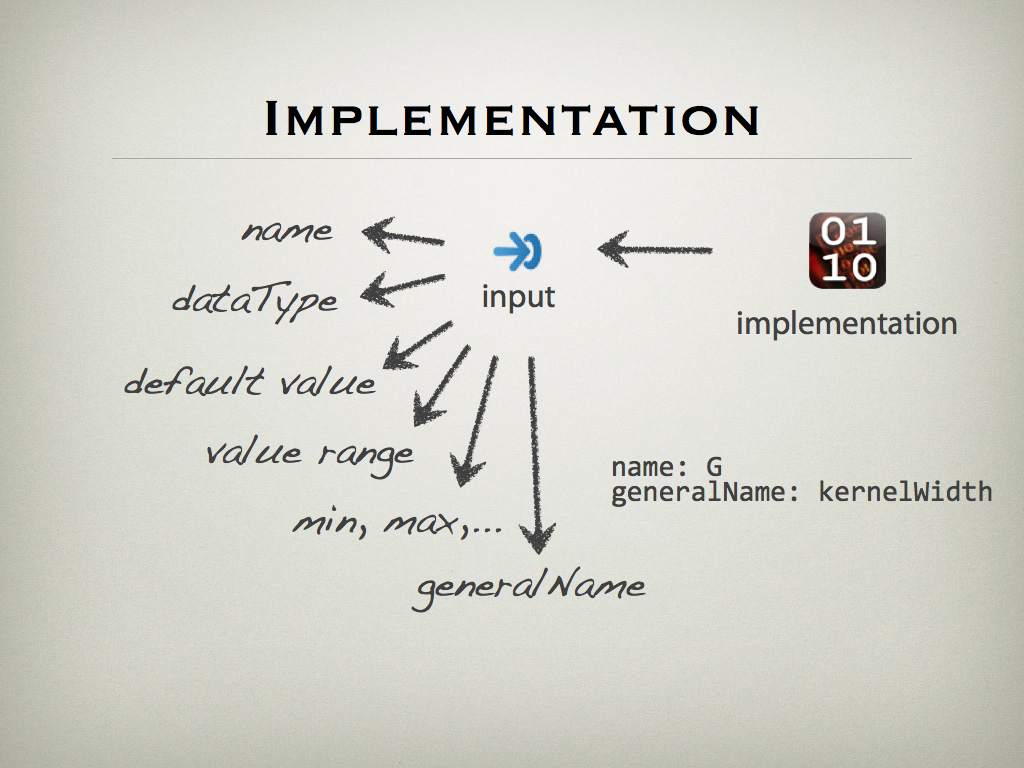 IMPLEMENTATION
name
dataType
default value
value range
min, max,...
generalName
input
01
10
implementation
name: G
generalName: kernelWidth